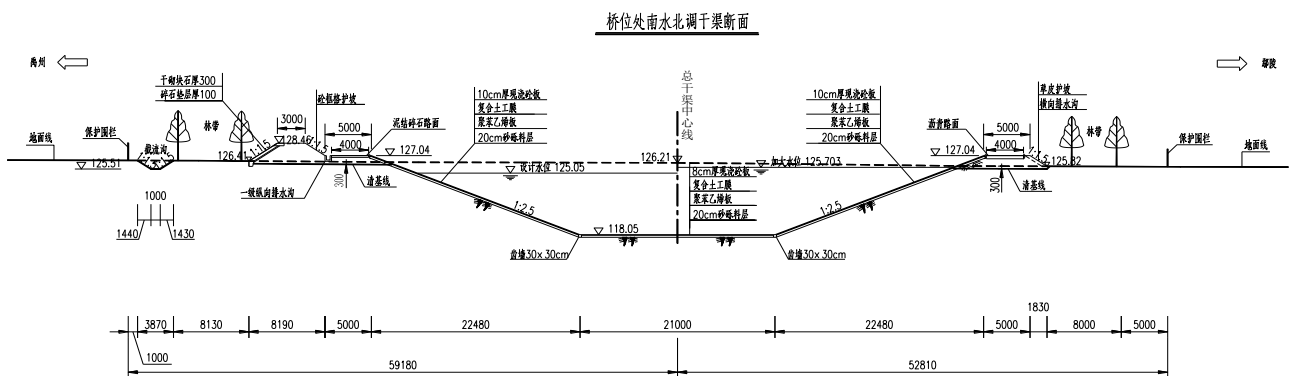 桥位处南水北调干渠断面
禹州
鄢陵
总干渠中心线
干砌块石厚300
碎石垫层厚100
砼框格护坡
3000
5000
4000
泥结碎石路面
10cm厚现浇砼板
复合土工膜
聚苯乙烯板
20cm砂砾料层
10cm厚现浇砼板
复合土工膜
聚苯乙烯板
20cm砂砾料层
沥青路面
草皮护坡
横向排水沟
5000
4000
地面线
保护围栏
截流沟
林带
林带
保护围栏
地面线
125.51
1:1.5
1:1.5
126.41
1:1.5
128.46
1:1.5
127.04
设计水位 125.05
126.21
加大水位 125.703
127.04
1:1.5
125.82
一级纵向排水沟
300
清基线
8cm厚现浇砼板
复合土工膜
聚苯乙烯板
20cm砂砾料层
300
清基线
1:2.5
1:2.5
118.05
齿墙30x30cm
齿墙30x30cm
1000
1440
1430
3870
8130
8190
5000
22480
21000
22480
5000
1830
8000
5000
1000
59180
52810